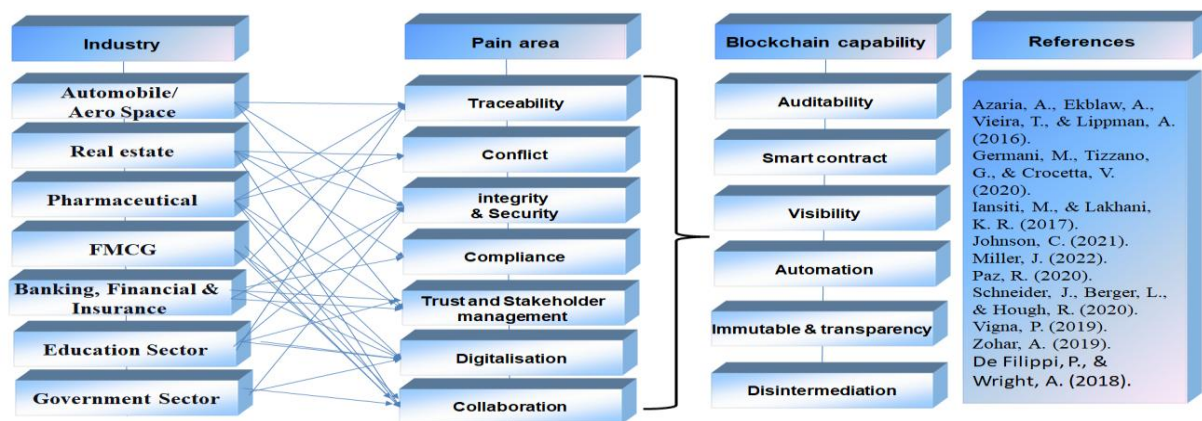 Industry
Automobile/
Aero Space
Real estate
Pharmaceutical
FMCG
Banking, Financial &
Insurance
Education Sector
Government Sector
Pain area
Traceability
Conflict
integrity
& Security
Compliance
Trust and Stakeholder
management
Digitalisation
Collaboration
Blockchain capability
Auditability
Smart contract
Visibility
Automation
Immutable & transparency
Disintermediation
References
Azaria, A., Ekblaw, A.,
Vieira, T., & Lippman, A.
(2016).
Germani, M., Tizzano,
G., & Crocetta, V.
(2020).
Iansiti, M., & Lakhani,
K. R. (2017).
Johnson, C. (2021).
Miller, J. (2022).
Paz, R. (2020).
Schneider, J., Berger, L.,
& Hough, R. (2020).
Vigna, P. (2019).
Zohar, A. (2019).
De Filippi, P., &
Wright, A. (2018).